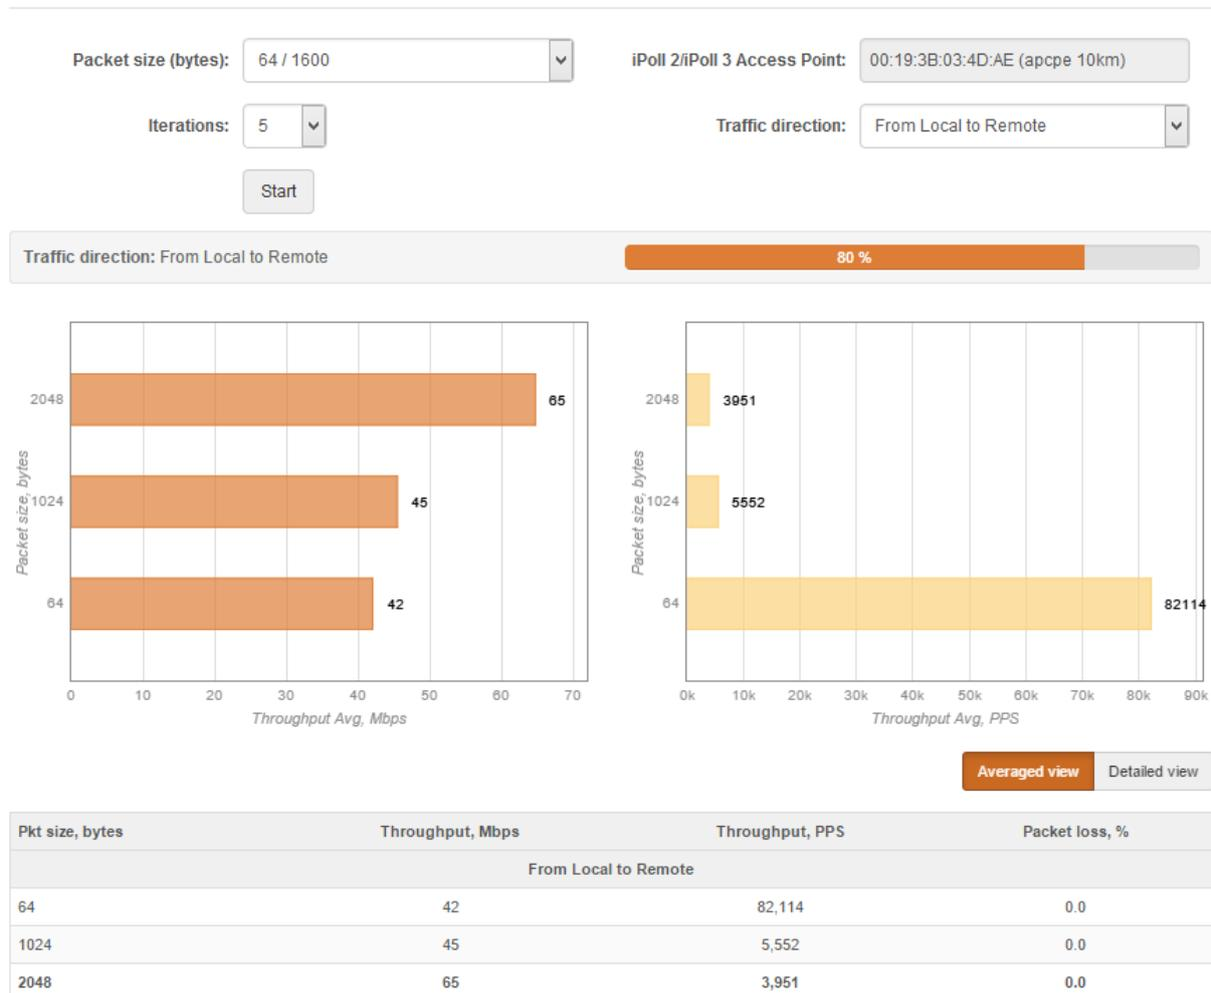 Packet size (bytes): 64 / 1600 iPoll 2/iPoll 3 Access Point: 00:19:3B:03:4D:AE (apcpe 10km)
Iterations: 5 Traffic direction: From Local to Remote
Start
Traffic direction: From Local to Remote 80 %
Packet size, bytes
2048 65
1024 45
64 42
0 10 20 30 40 50 60 70
Throughput Avg, Mbps
Packet size, bytes
2048 3951
1024 5552
64 82114
0k 10k 20k 30k 40k 50k 60k 70k 80k 90k
Throughput Avg, PPS
Averaged view Detailed view
Pkt size, bytes Throughput, Mbps Throughput, PPS Packet loss, %
From Local to Remote
64 42 82,114 0.0
1024 45 5,552 0.0
2048 65 3,951 0.0